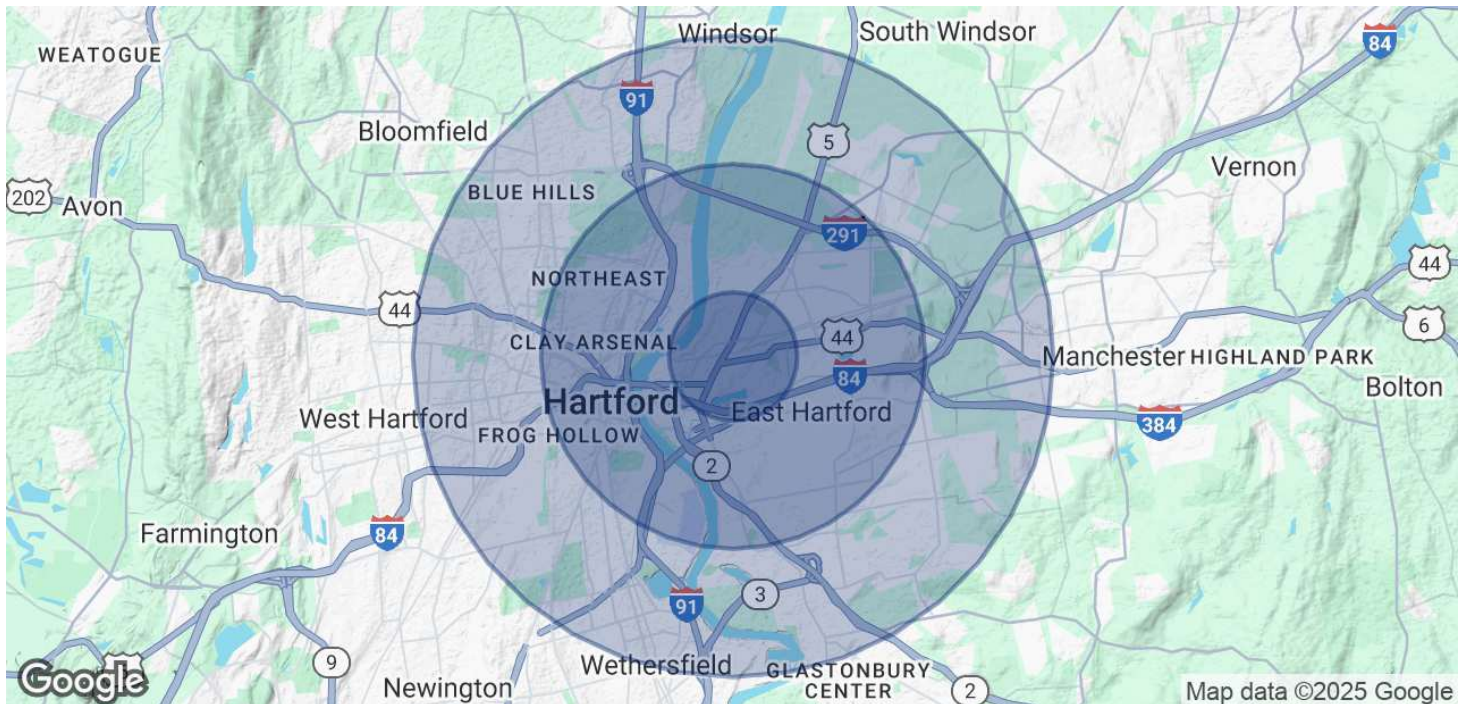 Windsor
South Windsor
WEATOGUE
84
91
Bloomfield
5
Vernon
BLUE HILLS
202
Avon
291
44
NORTHEAST
44
6
CLAY ARSENAL
44
Manchester
HIGHLAND PARK
84
Bolton
Hartford
East Hartford
West Hartford
384
FROG HOLLOW
2
Farmington
84
3
91
Wethersfield
GLASTONBURY
CENTER
9
Newington
2
Google
Map data ©2025 Google